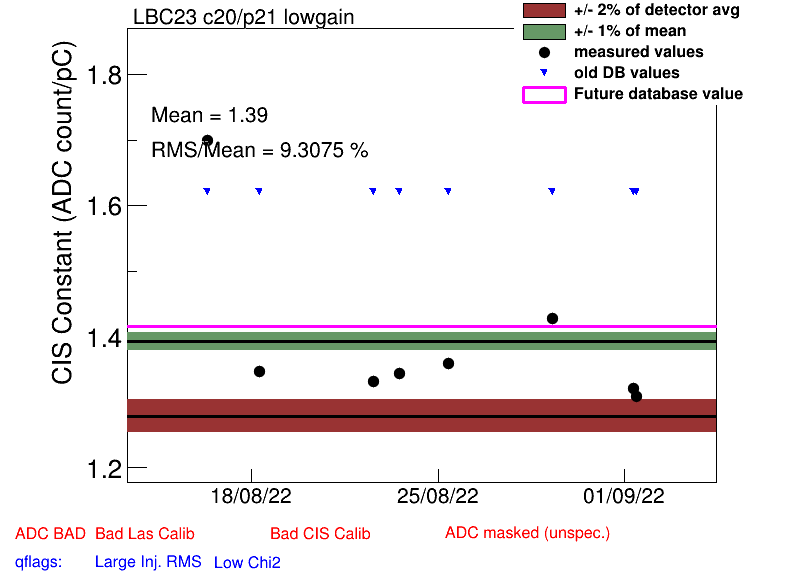 LBC23 c20/p21 lowgain
+/- 2% of detector avg
+/- 1% of mean
measured values
old DB values
Future database value
CIS Constant (ADC count/pC)
1.8
Mean = 1.39
RMS/Mean = 9.3075 %
1.6
1.4
1.2
18/08/22 25/08/22 01/09/22
ADC BAD Bad Las Calib Bad CIS Calib ADC masked (unspec.)
qflags: Large Inj. RMS Low Chi2